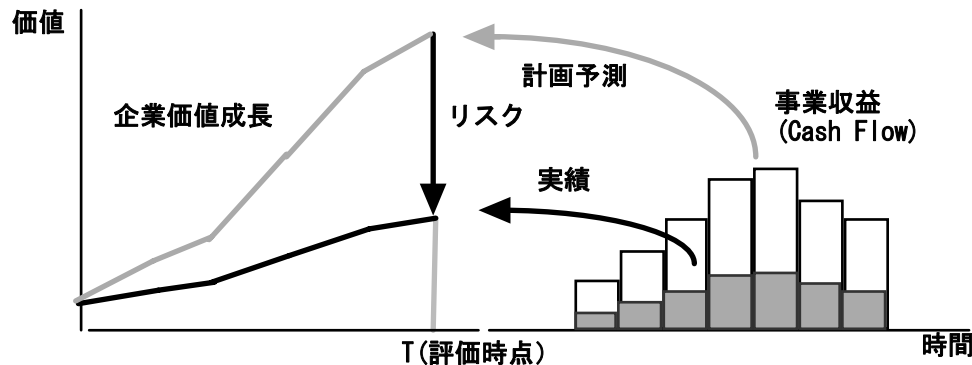 価値
企業価値成長
リスク
計画予測
事業収益
(Cash Flow)
実績
T(評価時点)
時間